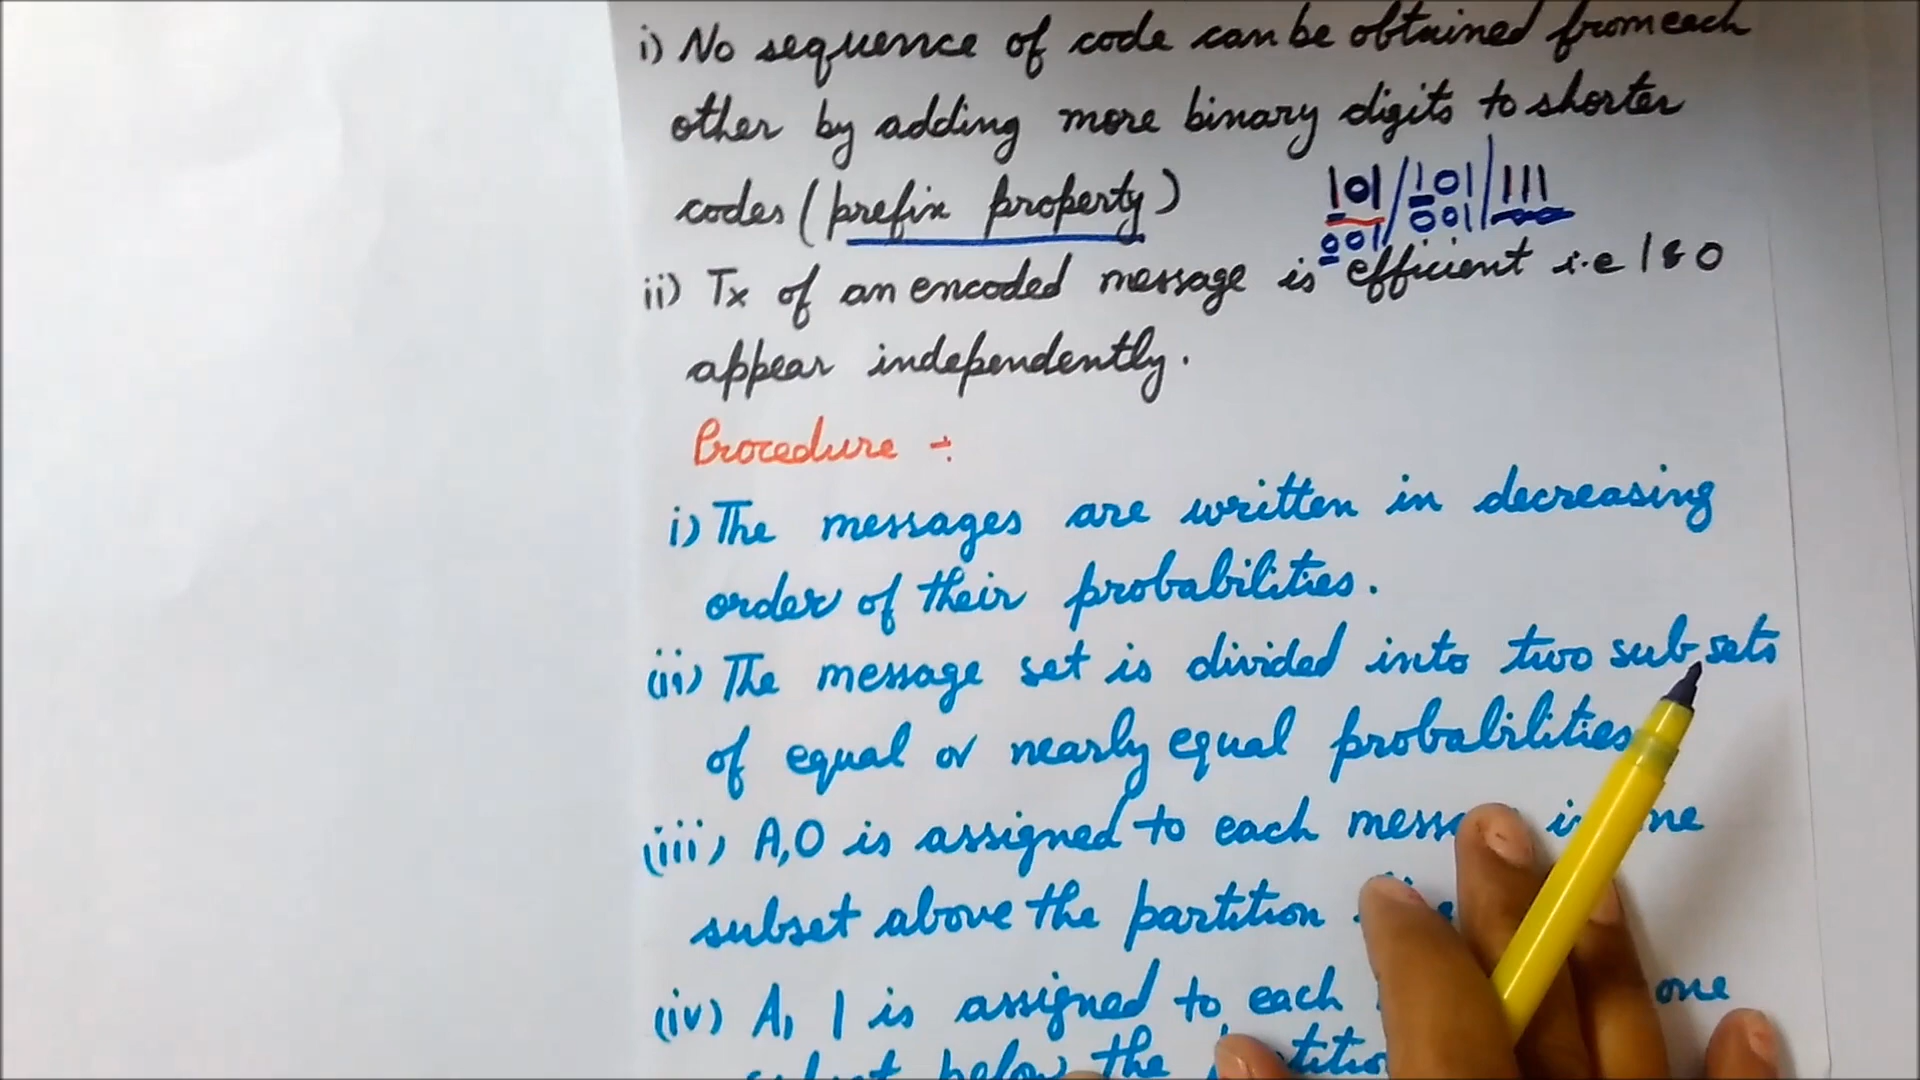 i) No sequence of code can be obtained from each
other by adding more binary digits to shorter
codes (prefix property)
101/101/111
001/001
ii) Tx of an encoded message is efficient i.e 1 & 0
appear independently.
Procedure ÷
i) The messages are written in decreasing
order of their probabilities.
(ii) The message set is divided into two subsets
of equal or nearly equal probabilities
(iii) A, 0 is assigned to each
subset above the partition
(iv) A, 1 is assigned to each one
subset below the